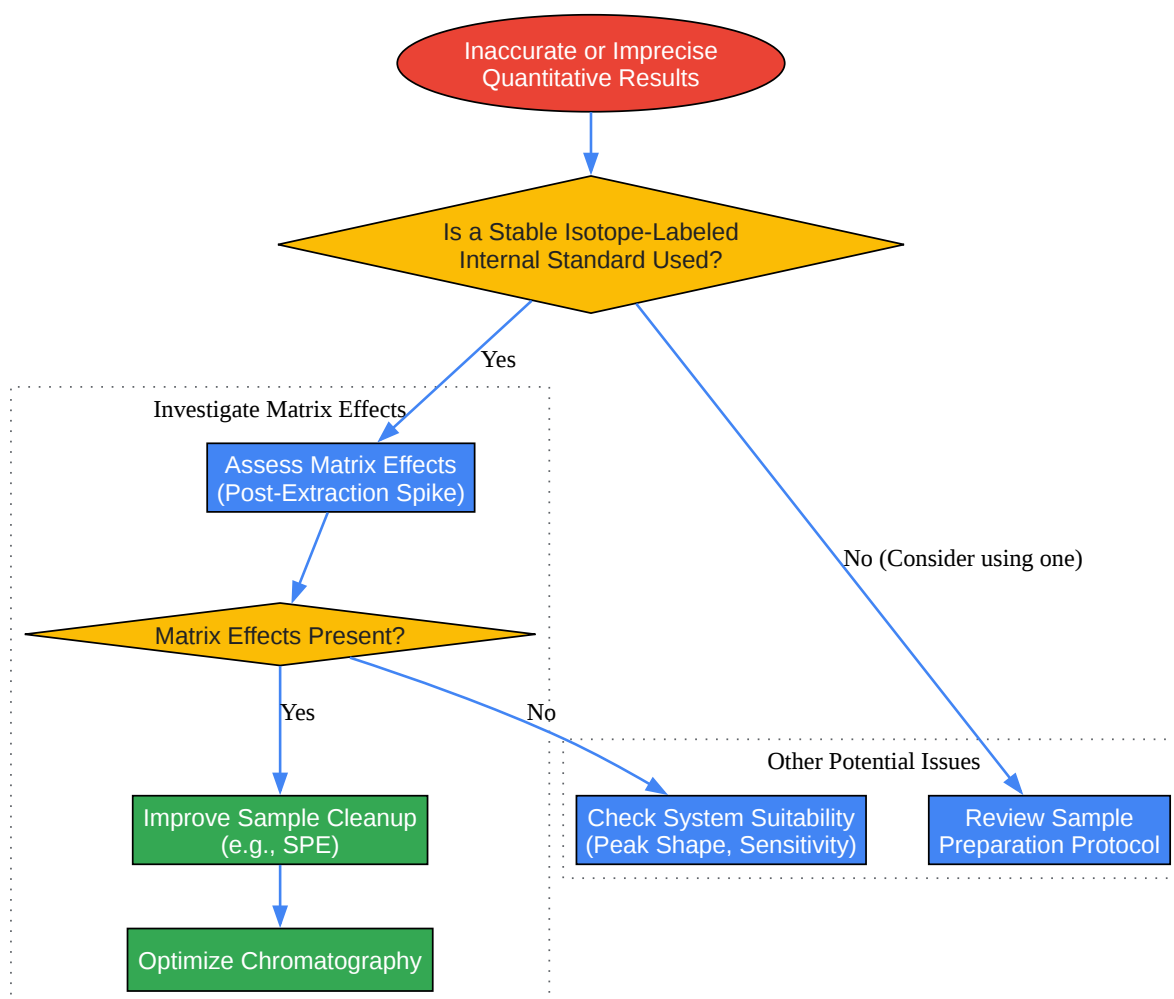 Inaccurate or Imprecise
Quantitative Results
Is a Stable Isotope-Labeled
Internal Standard Used?
Yes
Investigate Matrix Effects
Assess Matrix Effects
(Post-Extraction Spike)
No (Consider using one)
Matrix Effects Present?
Yes
No
Other Potential Issues
Improve Sample Cleanup
(e.g., SPE)
Check System Suitability
(Peak Shape, Sensitivity)
Review Sample
Preparation Protocol
Optimize Chromatography